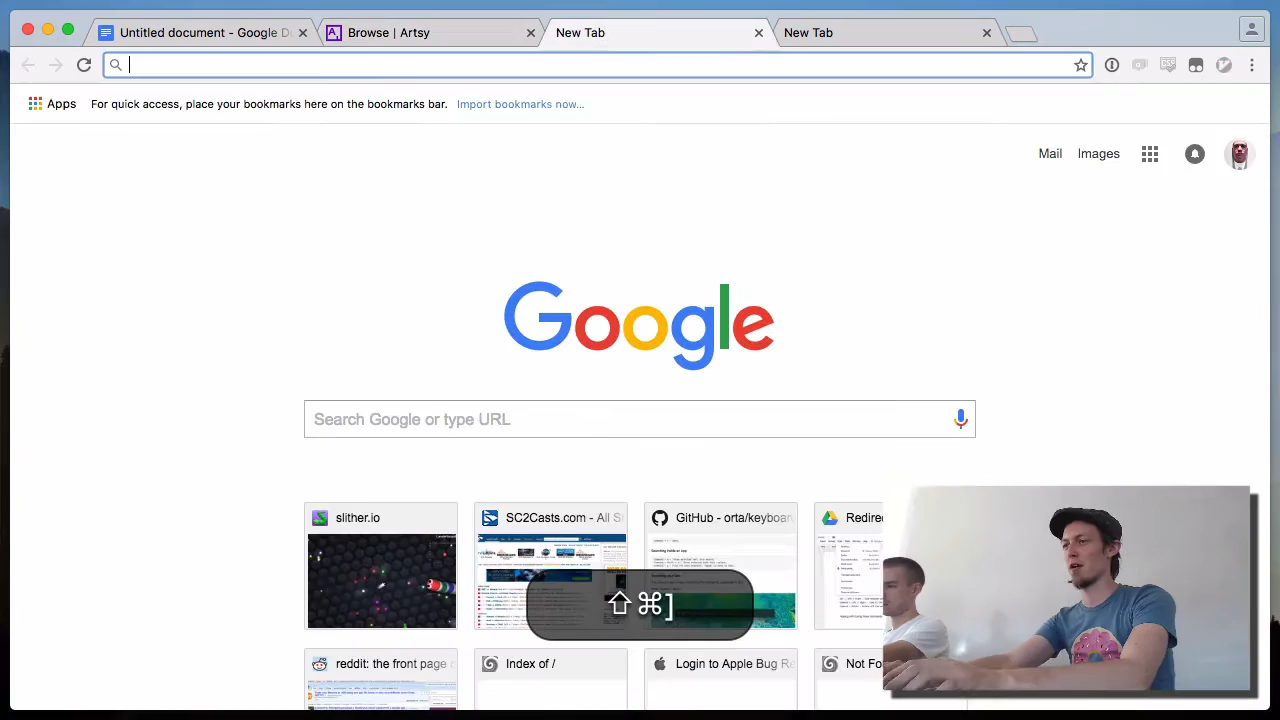 Untitled document - Google D
Browse | Artsy
New Tab
New Tab
Apps
For quick access, place your bookmarks here on the bookmarks bar.
Import bookmarks now...
Mail
Images
Google
Search Google or type URL
slither.io
SC2Casts.com - All S
GitHub - orta/keyboar
Redire
⇧⌘]
reddit: the front page
Index of /
Login to Apple Bug Re
Not Fo